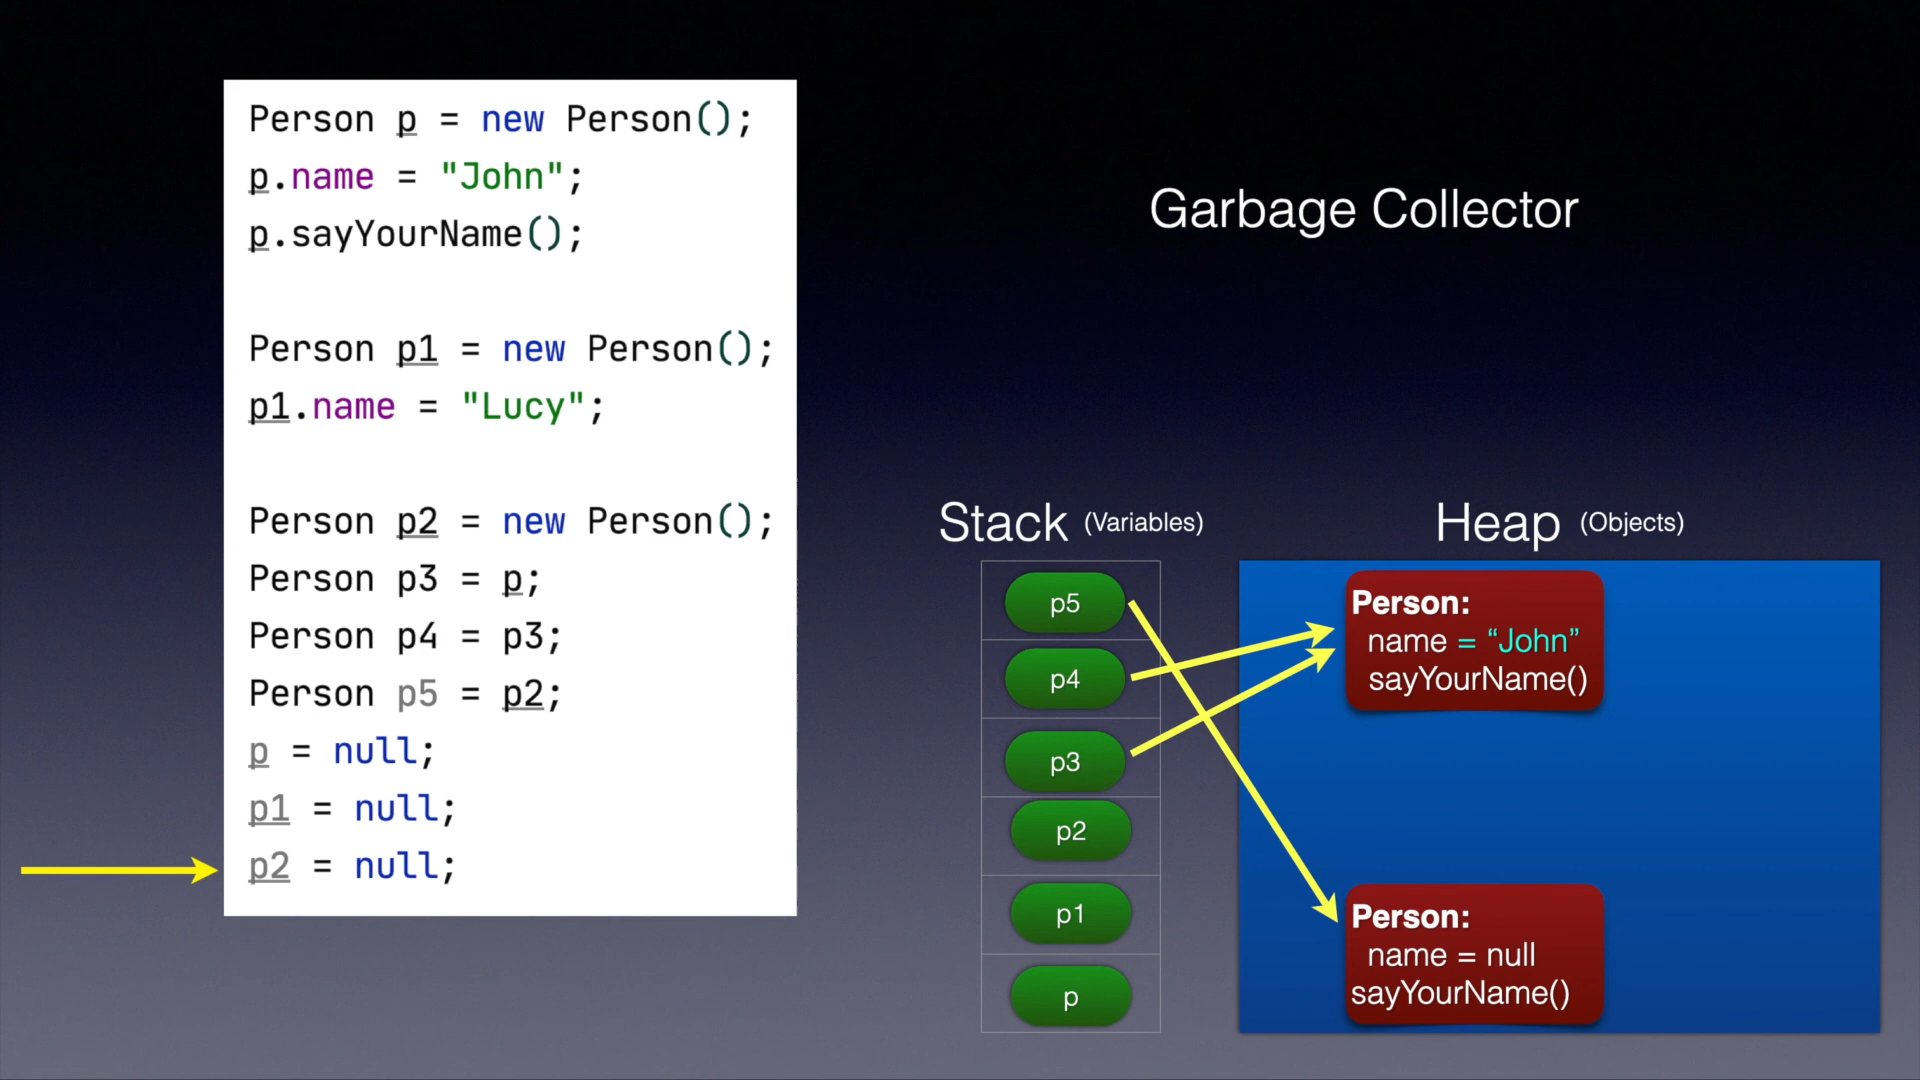 Person p = new Person();
p.name = "John";
p.sayYourName();
Person p1 = new Person();
p1.name = "Lucy";
Person p2 = new Person();
Person p3 = p;
Person p4 = p3;
Person p5 = p2;
p = null;
p1 = null;
p2 = null;
Garbage Collector
Stack (Variables)
p5
p4
p3
p2
p1
p
Heap (Objects)
Person:
name = “John”
sayYourName()
Person:
name = null
sayYourName()